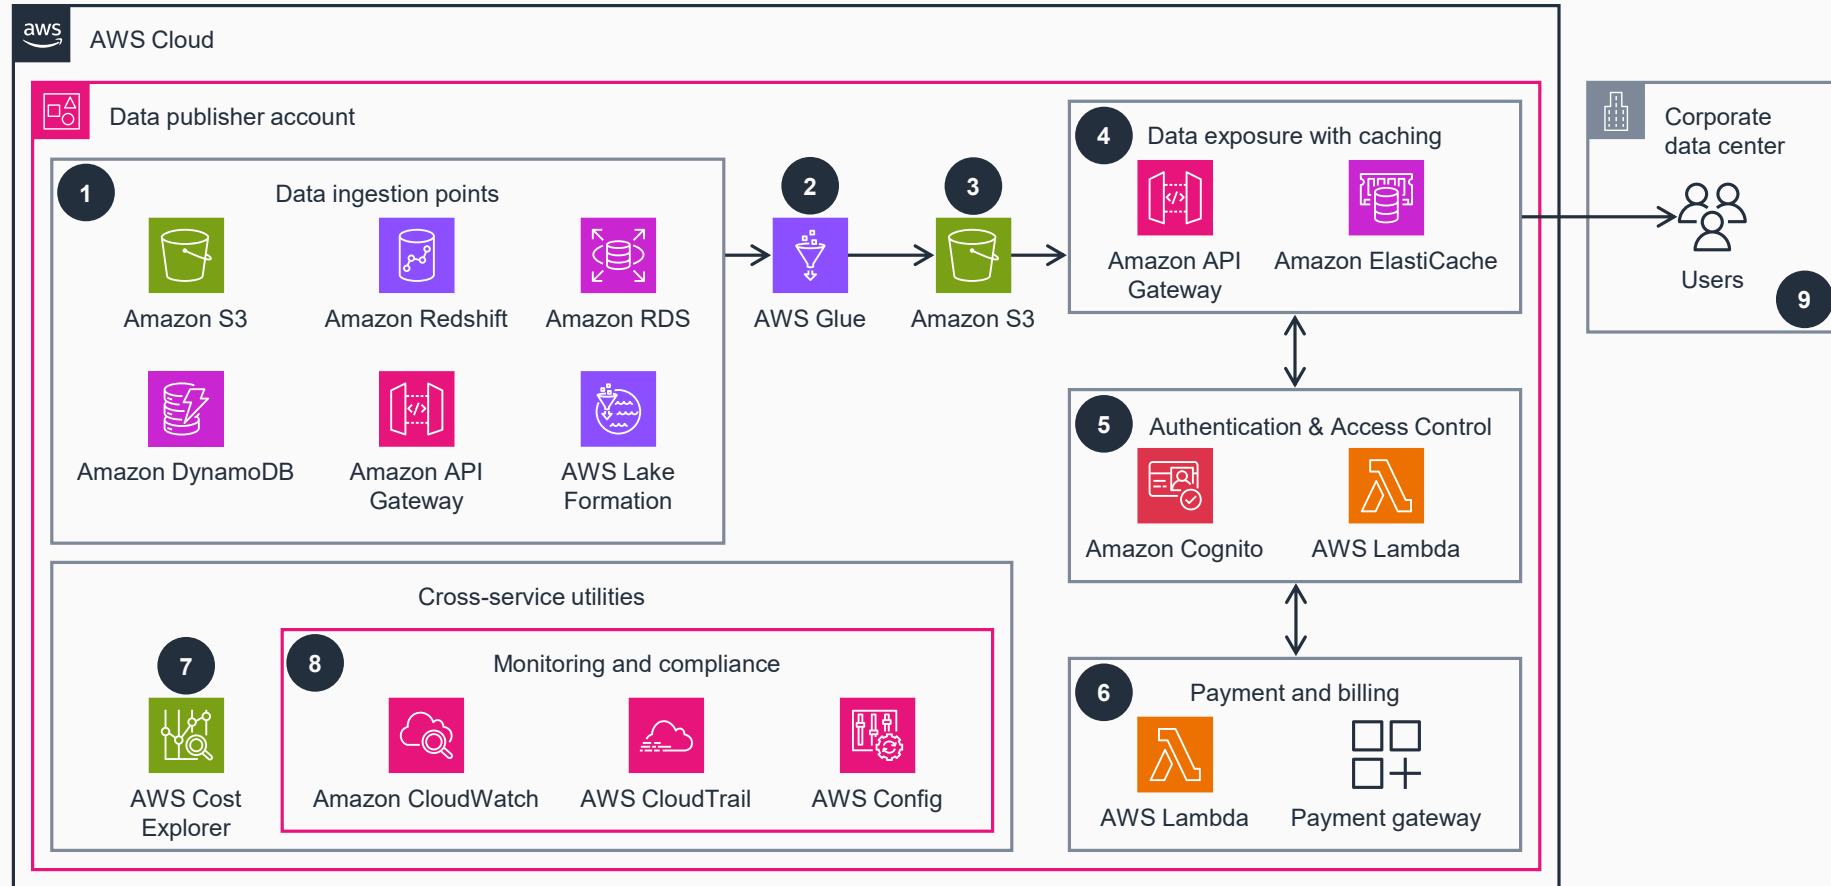 aws
AWS Cloud
Data publisher account
1
Data ingestion points
Amazon S3
Amazon Redshift
Amazon RDS
Amazon DynamoDB
Amazon API
Gateway
AWS Lake
Formation
2
AWS Glue
3
Amazon S3
4
Data exposure with caching
</>
Amazon API
Gateway
Amazon ElastiCache
5
Authentication & Access Control
Amazon Cognito
AWS Lambda
6
Payment and billing
AWS Lambda
Payment gateway
Cross-service utilities
7
AWS Cost
Explorer
8
Monitoring and compliance
Amazon CloudWatch
AWS CloudTrail
AWS Config
Corporate
data center
Users
9